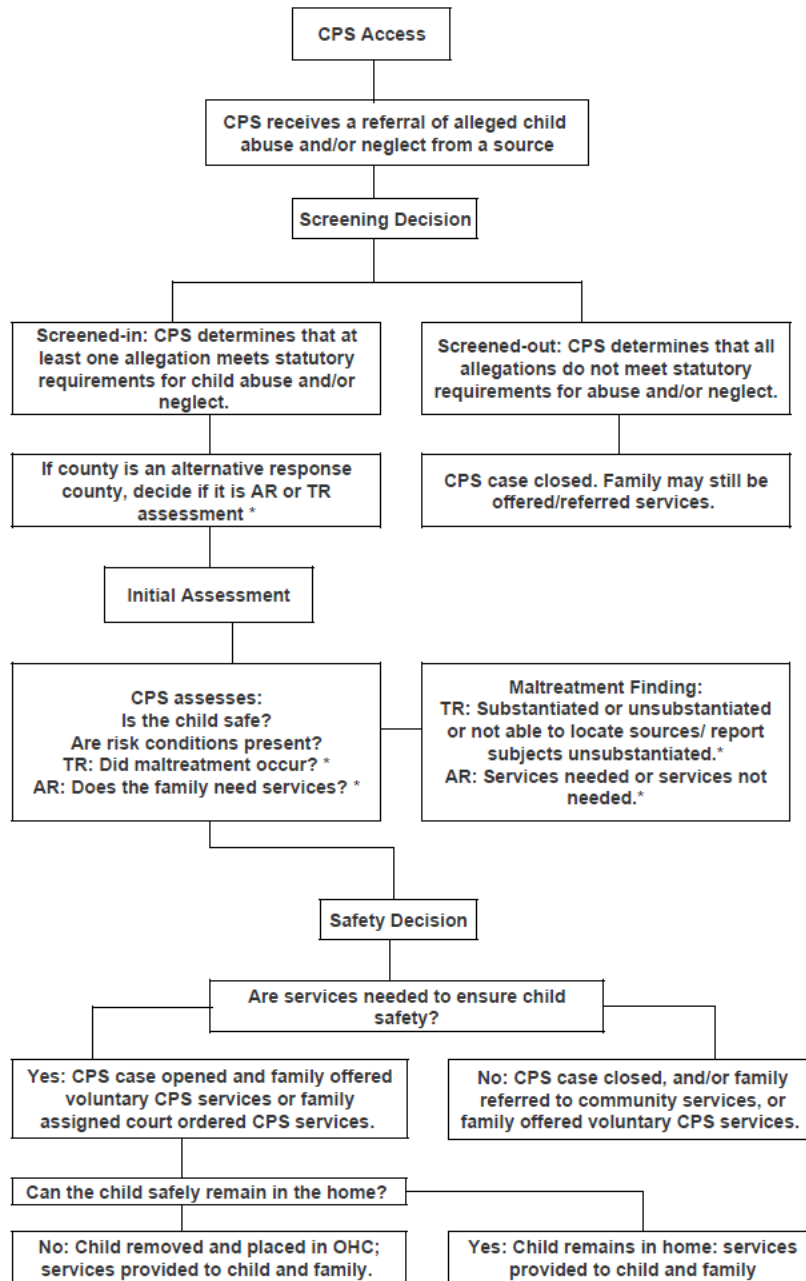 CPS Access
CPS receives a referral of alleged child
abuse and/or neglect from a source
Screening Decision
Screened-in: CPS determines that at
least one allegation meets statutory
requirements for child abuse and/or
neglect.
Screened-out: CPS determines that all
allegations do not meet statutory
requirements for abuse and/or neglect.
If county is an alternative response
county, decide if it is AR or TR
assessment *
CPS case closed. Family may still be
offered/referred services.
Initial Assessment
CPS assesses:
Is the child safe?
Are risk conditions present?
TR: Did maltreatment occur? *
AR: Does the family need services? *
Maltreatment Finding:
TR: Substantiated or unsubstantiated
or not able to locate sources/ report
subjects unsubstantiated.*
AR: Services needed or services not
needed.*
Safety Decision
Are services needed to ensure child
safety?
Yes: CPS case opened and family offered
voluntary CPS services or family
assigned court ordered CPS services.
No: CPS case closed, and/or family
referred to community services, or
family offered voluntary CPS services.
Can the child safely remain in the home?
No: Child removed and placed in OHC;
services provided to child and family.
Yes: Child remains in home: services
provided to child and family